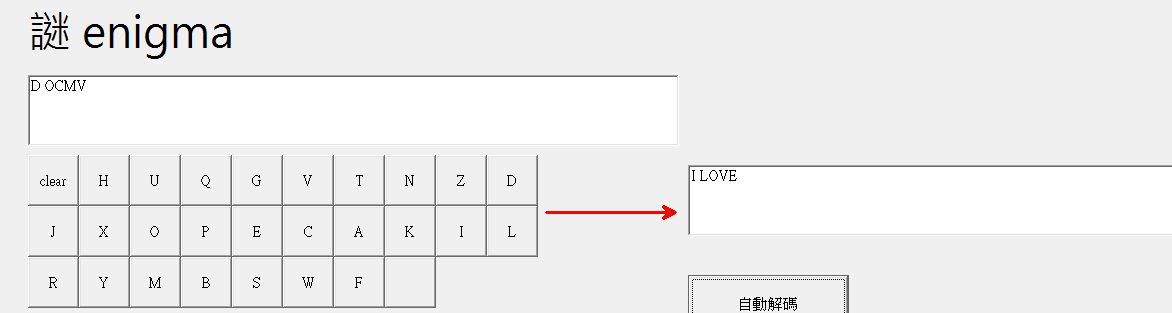 謎 enigma
D OCMV
clear H U Q G V T N Z D
J X O P E C A K I L
R Y M B S W F
I LOVE
自動解碼